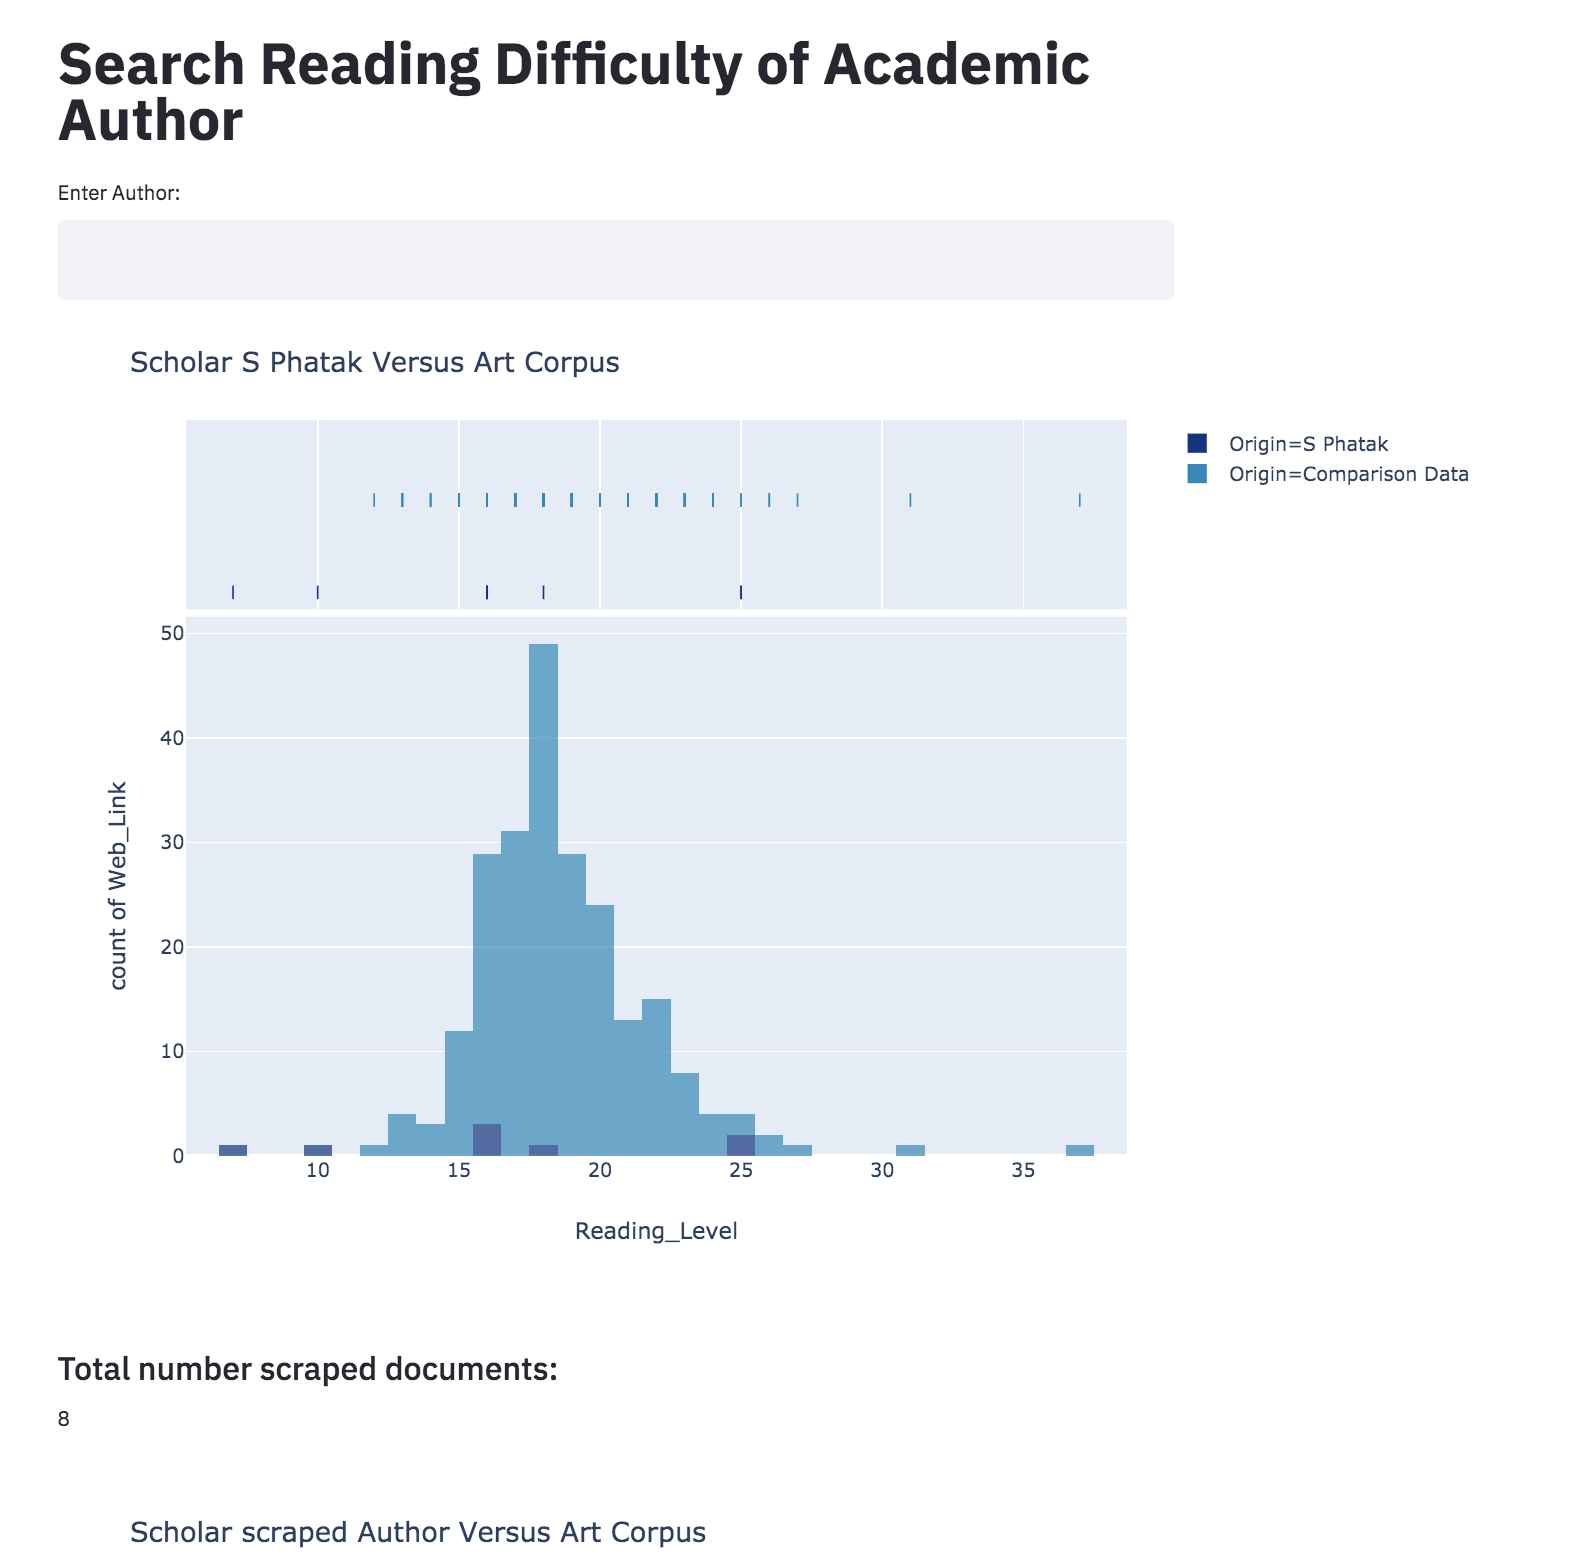 Search Reading Difficulty of Academic
Author
Enter Author:
Scholar S Phatak Versus Art Corpus
Origin=S Phatak
Origin=Comparison Data
50
40
30
20
10
0
count of Web_Link
10 15 20 25 30 35
Reading_Level
Total number scraped documents:
8
Scholar scraped Author Versus Art Corpus